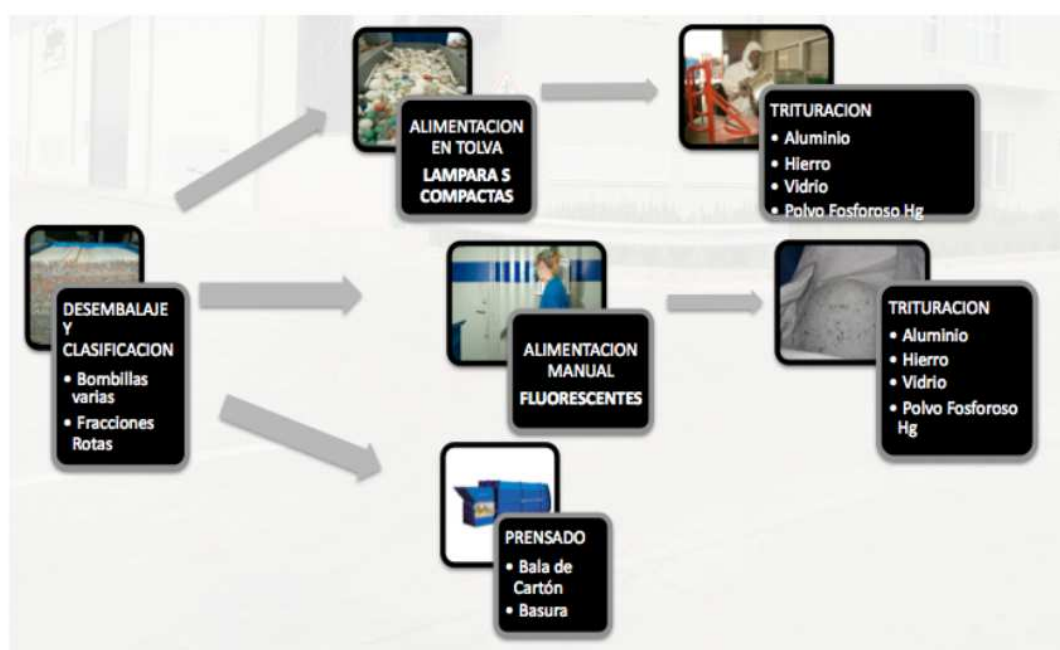 ALIMENTACION
EN TOLVA
LAMPARA S
COMPACTAS
TRITURACION
• Aluminio
• Hierro
• Vidrio
• Polvo Fosforoso Hg
DESEMBALAJE
Y
CLASIFICACION
• Bombillas
varias
• Fracciones
Rotas
ALIMENTACION
MANUAL
FLUORESCENTES
TRITURACION
• Aluminio
• Hierro
• Vidrio
• Polvo Fosforoso
Hg
PRENSADO
• Bala de
Cartón
• Basura